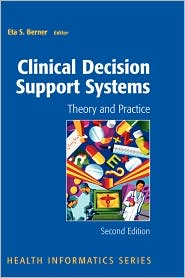 Eta S. Berner Editor
Clinical Decision
Support Systems
Theory and Practice
Second Edition
HEALTH INFORMATICS SERIES